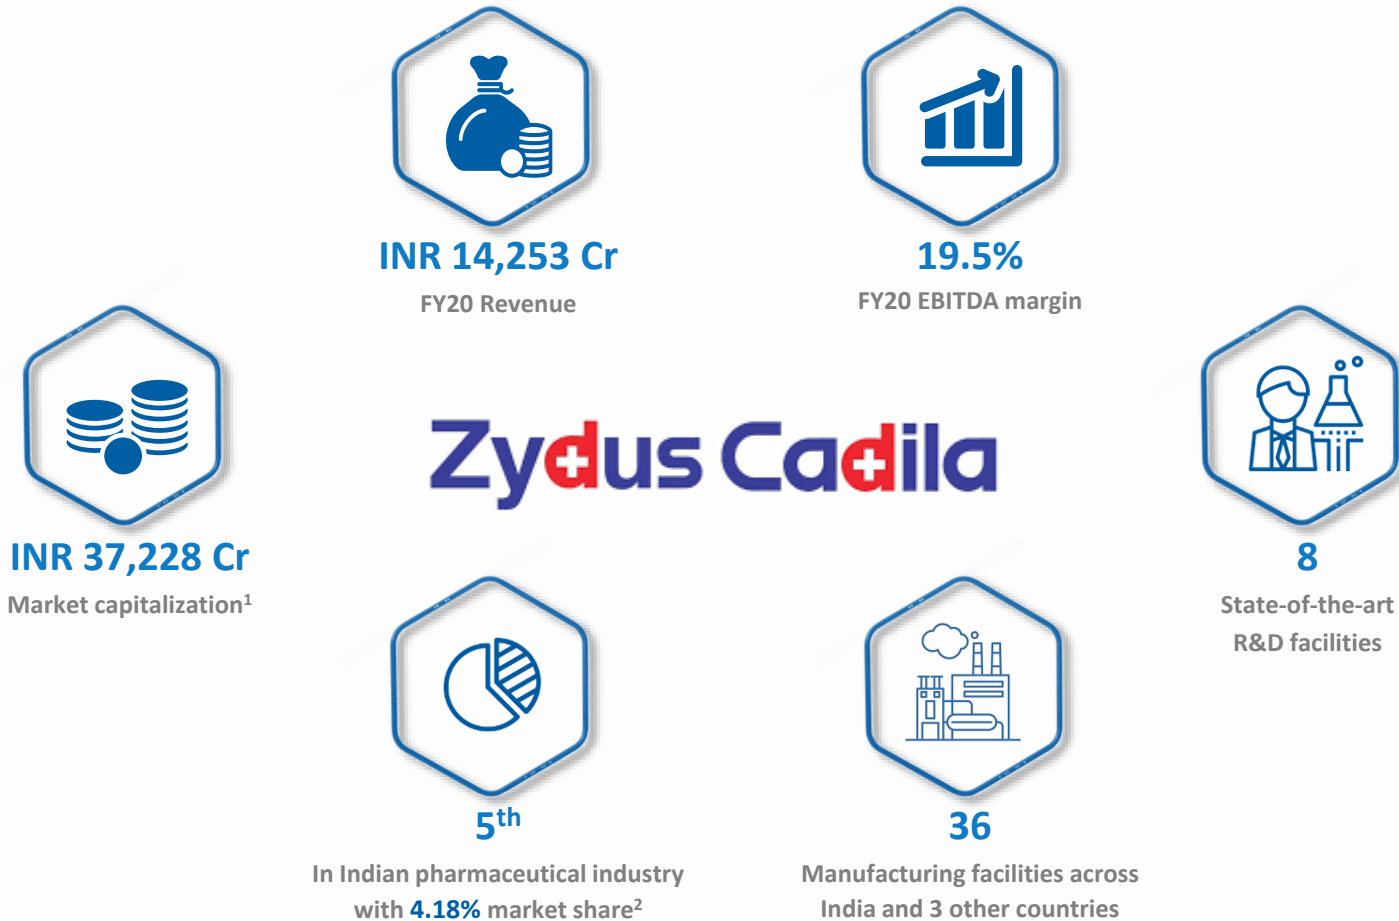 INR 14,253 Cr
FY20 Revenue
19.5%
FY20 EBITDA margin
INR 37,228 Cr
Market capitalization¹
Zydus Cadila
8
State-of-the-art
R&D facilities
5th
In Indian pharmaceutical industry
with 4.18% market share²
36
Manufacturing facilities across
India and 3 other countries